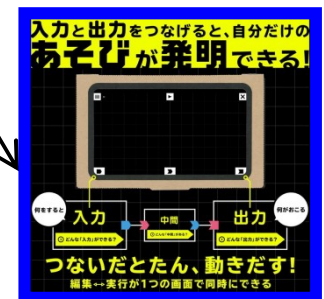 入力と出力をつなげると、自分だけの
あそびが発明できる!
何をすると
入力
どんな「入力」ができる?
中間
どんな「中間」がある?
出力
どんな「出力」ができる?
何がおこる
つないだとたん、動きだす!
編集↔実行が1つの画面で同時にできる